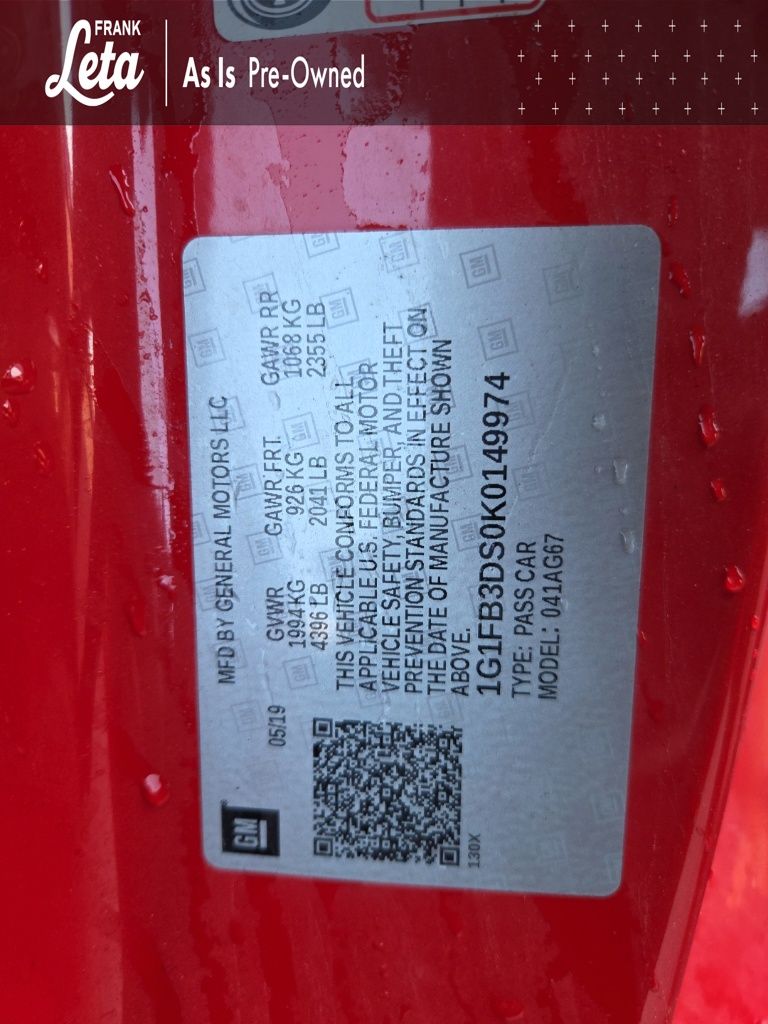 FRANK
Leta
As Is Pre-Owned
GM
MFD BY GENERAL MOTORS LLC
05/19
GVWR GAWR FRT GAWR RR
1994 KG 926 KG 1068 KG
4396 LB 2041 LB 2355 LB
THIS VEHICLE CONFORMS TO ALL
APPLICABLE U.S. FEDERAL MOTOR
VEHICLE SAFETY, BUMPER, AND THEFT
PREVENTION STANDARDS IN EFFECT ON
THE DATE OF MANUFACTURE SHOWN
ABOVE.
1G1FB3DS0K0149974
TYPE: PASS CAR
MODEL: 041AG67
130X